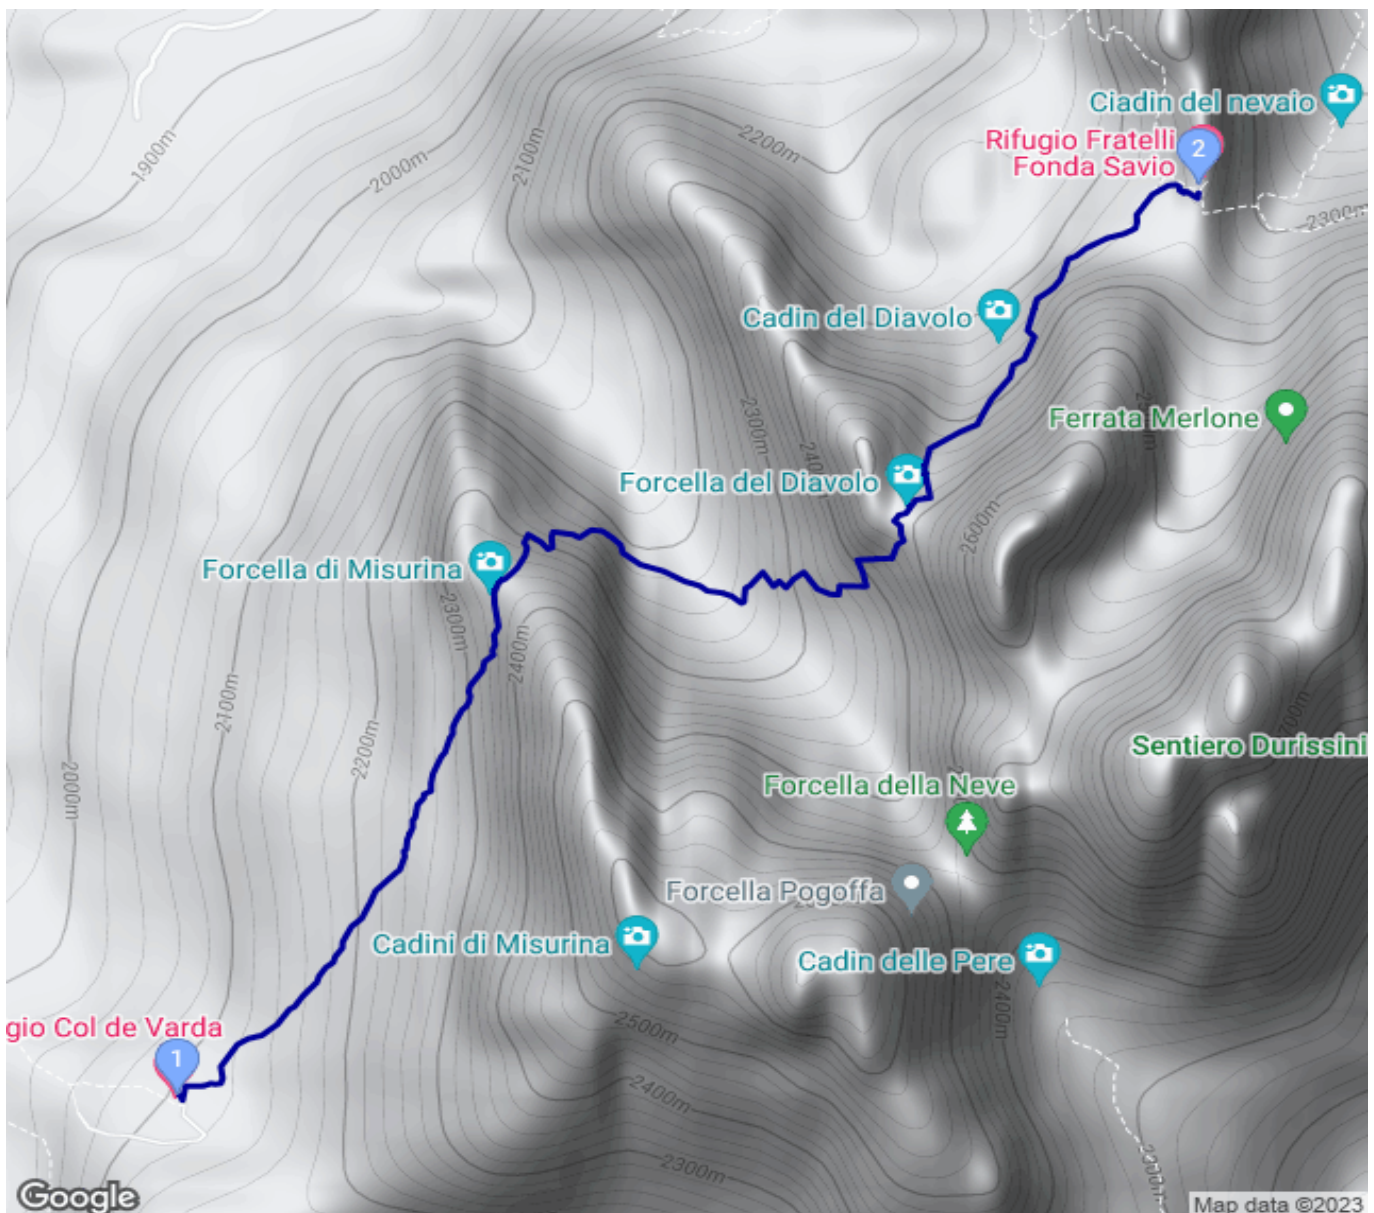 Ciadin del nevaio
1900m
2000m
2100m
2200m
Rifugio Fratelli
Fonda Savio
2
2300m
Cadin del Diavolo
2300m
Ferrata Merlone
Forcella del Diavolo
2600m
Forcella di Misurina
2300m
2400m
2100m
2200m
2000m
Sentiero Durissini
Forcella della Neve
Forcella Pogoffa
Cadini di Misurina
Cadin delle Pere
2400m
2500m
gio Col de Varda
1
2400m
2300m
Google
Map data ©2023